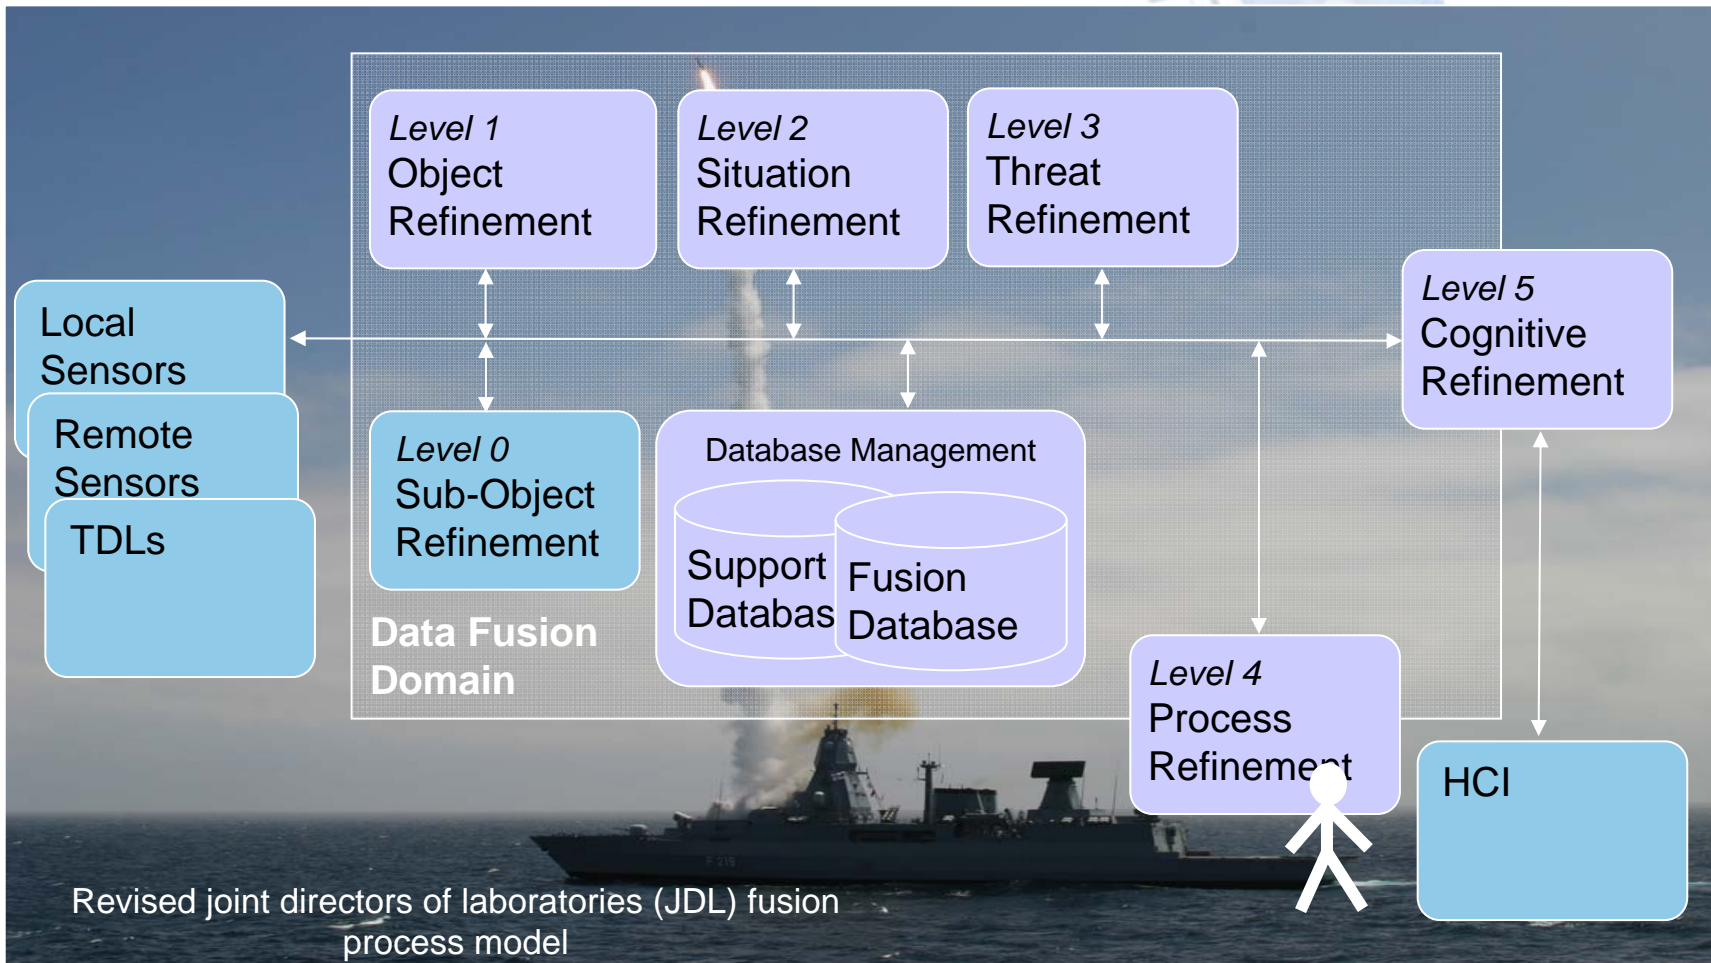 Level 1
Object
Refinement
Level 2
Situation
Refinement
Level 3
Threat
Refinement
Level 5
Cognitive
Refinement
Local
Sensors
Remote
Sensors
TDLs
Level 0
Sub-Object
Refinement
Database Management
Support
Databas
Fusion
Database
Data Fusion
Domain
Level 4
Process
Refinement
HCI
F 219
Revised joint directors of laboratories (JDL) fusion
process model